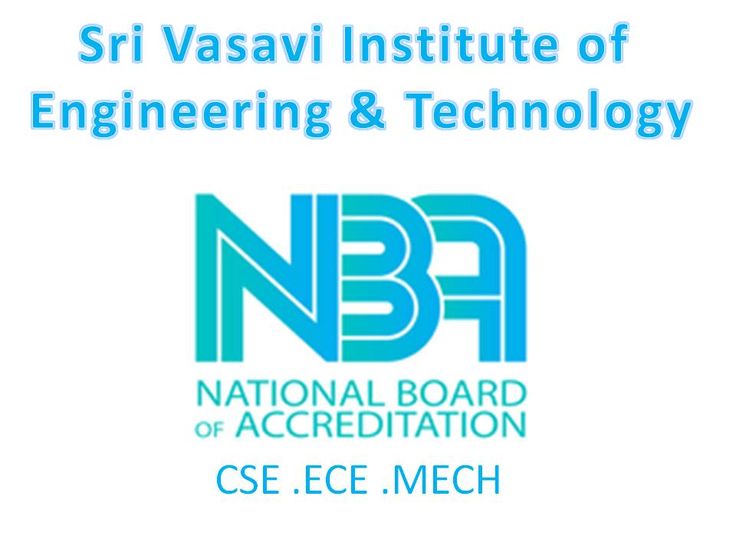 Sri Vasavi Institute of
Engineering & Technology
NBA
NATIONAL BOARD
OF ACCREDITATION
CSE .ECE .MECH